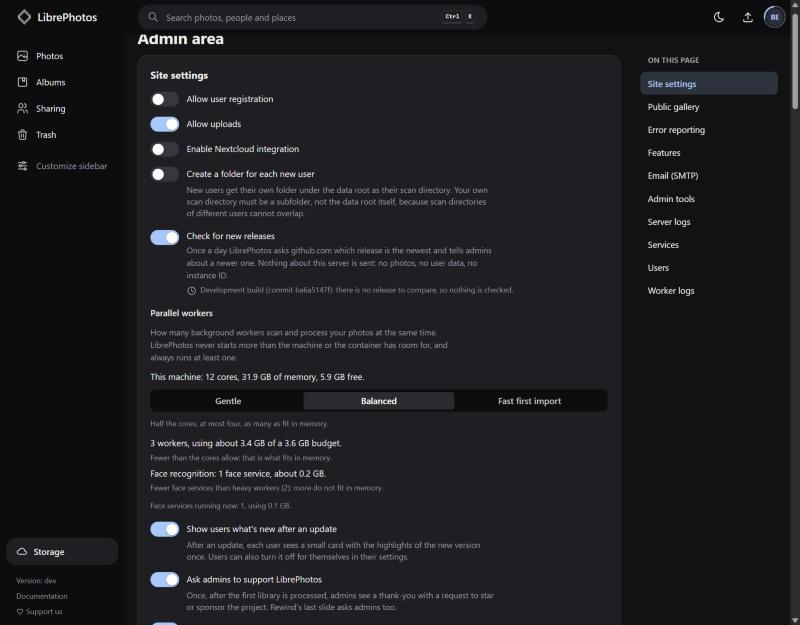 LibrePhotos
Search photos, people and places
Ctrl K
BE
Photos
Albums
Sharing
Trash
Customize sidebar
Storage
Version: dev
Documentation
Support us
Admin area
Site settings
Allow user registration
Allow uploads
Enable Nextcloud integration
Create a folder for each new user
New users get their own folder under the data root as their scan directory. Your own
scan directory must be a subfolder, not the data root itself, because scan directories
of different users cannot overlap.
Check for new releases
Once a day LibrePhotos asks github.com which release is the newest and tells admins
about a newer one. Nothing about this server is sent: no photos, no user data, no
instance ID.
Development build (commit ba6a5147f): there is no release to compare, so nothing is checked.
Parallel workers
How many background workers scan and process your photos at the same time.
LibrePhotos never starts more than the machine or the container has room for, and
always runs at least one.
This machine: 12 cores, 31.9 GB of memory, 5.9 GB free.
Gentle
Balanced
Fast first import
Half the cores, at most four, as many as fit in memory.
3 workers, using about 3.4 GB of a 3.6 GB budget.
Fewer than the cores allow: that is what fits in memory.
Face recognition: 1 face service, about 0.2 GB.
Fewer face services than heavy workers (2): more do not fit in memory.
Face services running now: 1, using 0.1 GB.
Show users what's new after an update
After an update, each user sees a small card with the highlights of the new version
once. Users can also turn it off for themselves in their settings.
Ask admins to support LibrePhotos
Once, after the first library is processed, admins see a thank-you with a request to star
or sponsor the project. Rewind's last slide asks admins too.
ON THIS PAGE
Site settings
Public gallery
Error reporting
Features
Email (SMTP)
Admin tools
Server logs
Services
Users
Worker logs